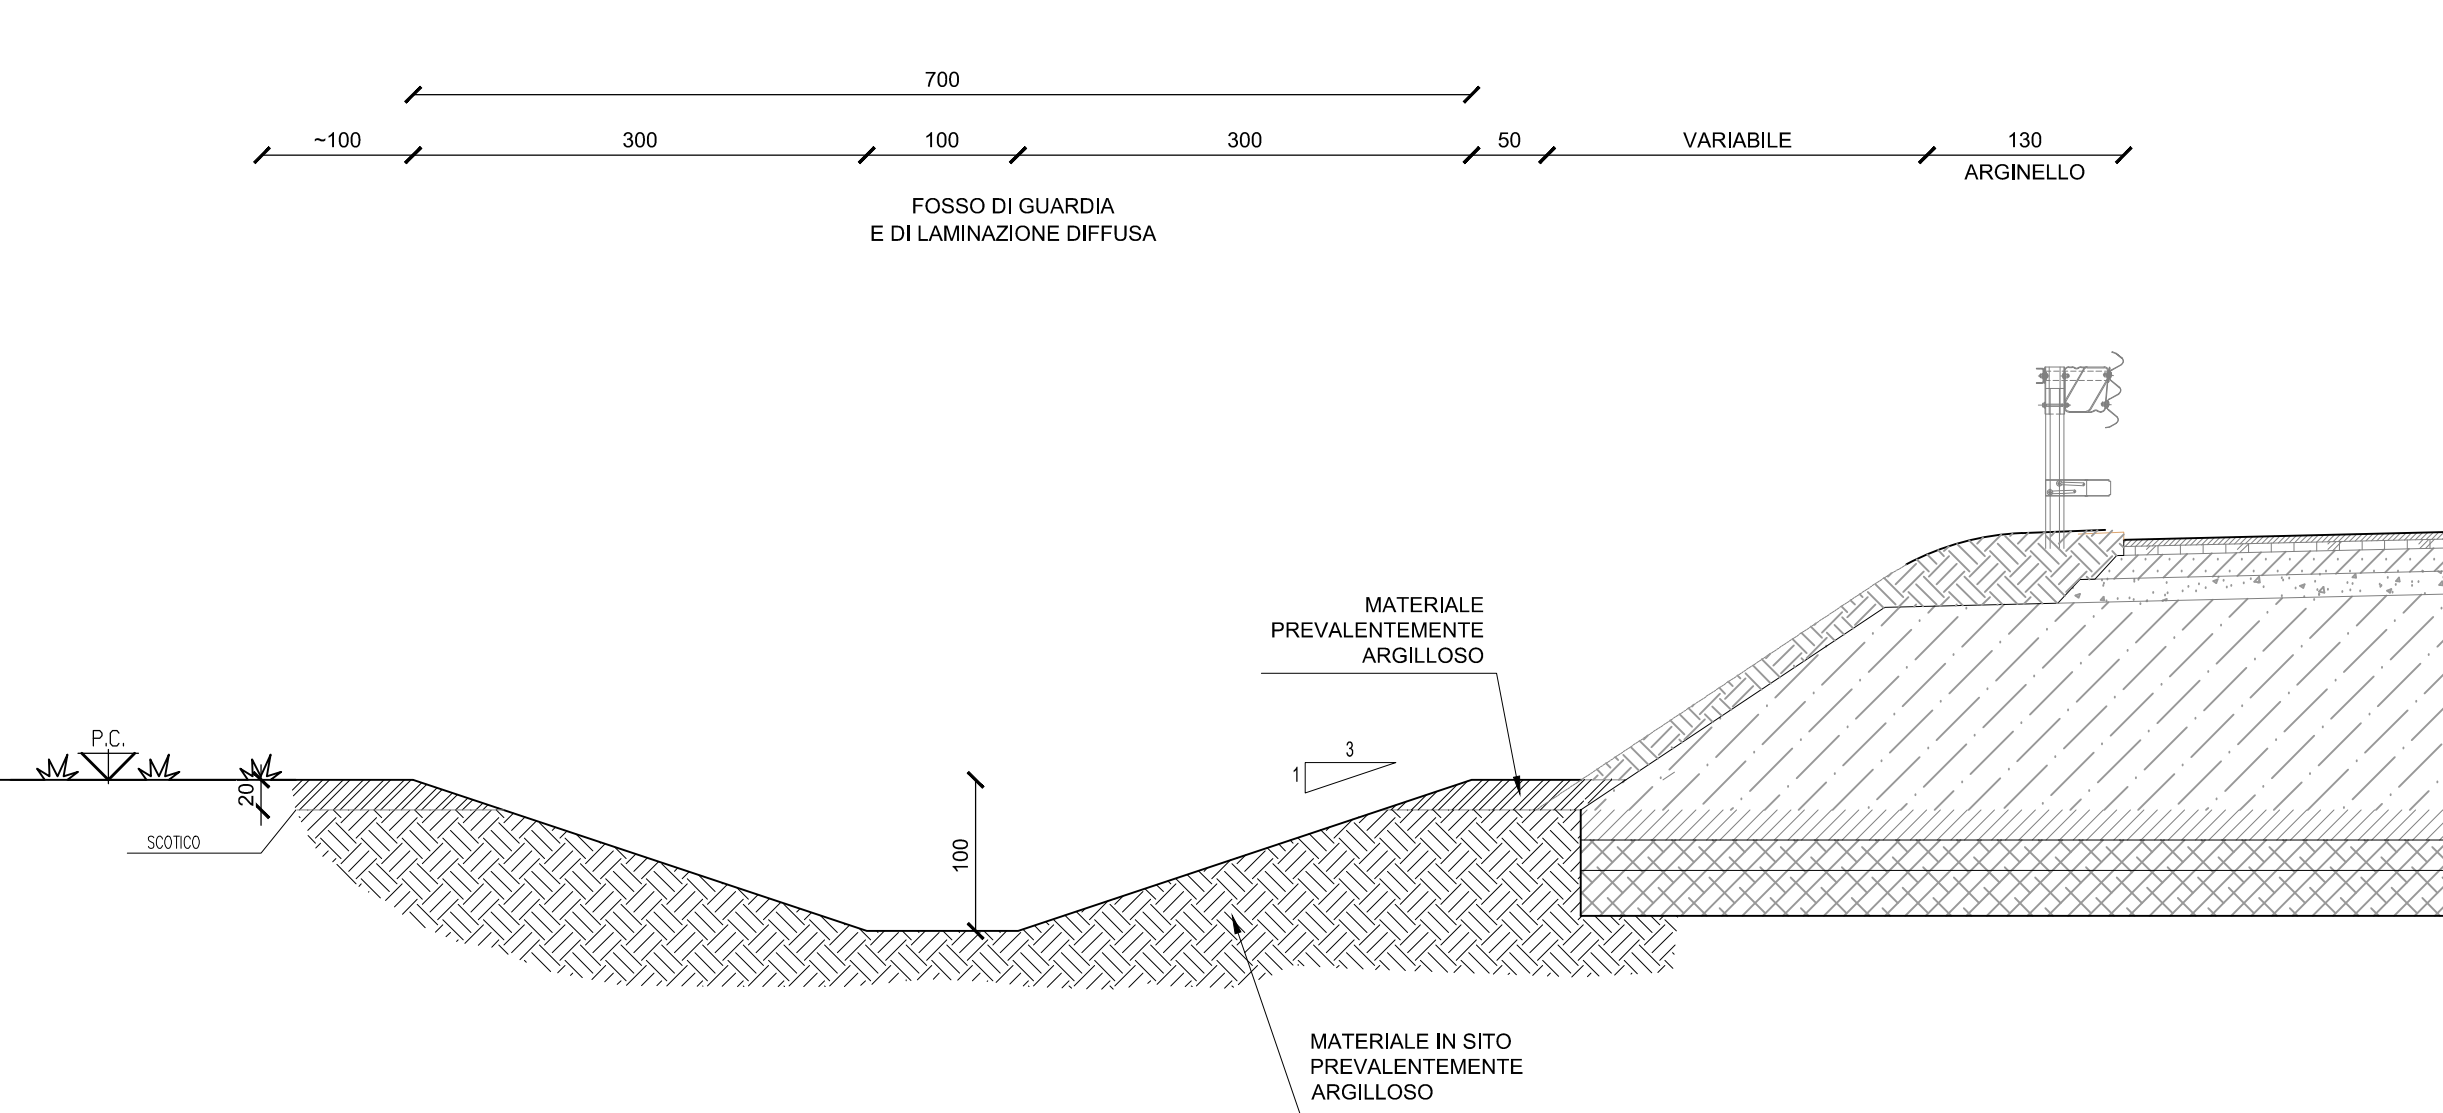 700
~100 300 100 300 50 VARIABILE 130
ARGINELLO
FOSSO DI GUARDIA
E DI LAMINAZIONE DIFFUSA
MATERIALE
PREVALENTEMENTE
ARGILLOSO
P.C.
3
1
20
SCOTICO
100
MATERIALE IN SITO
PREVALENTEMENTE
ARGILLOSO